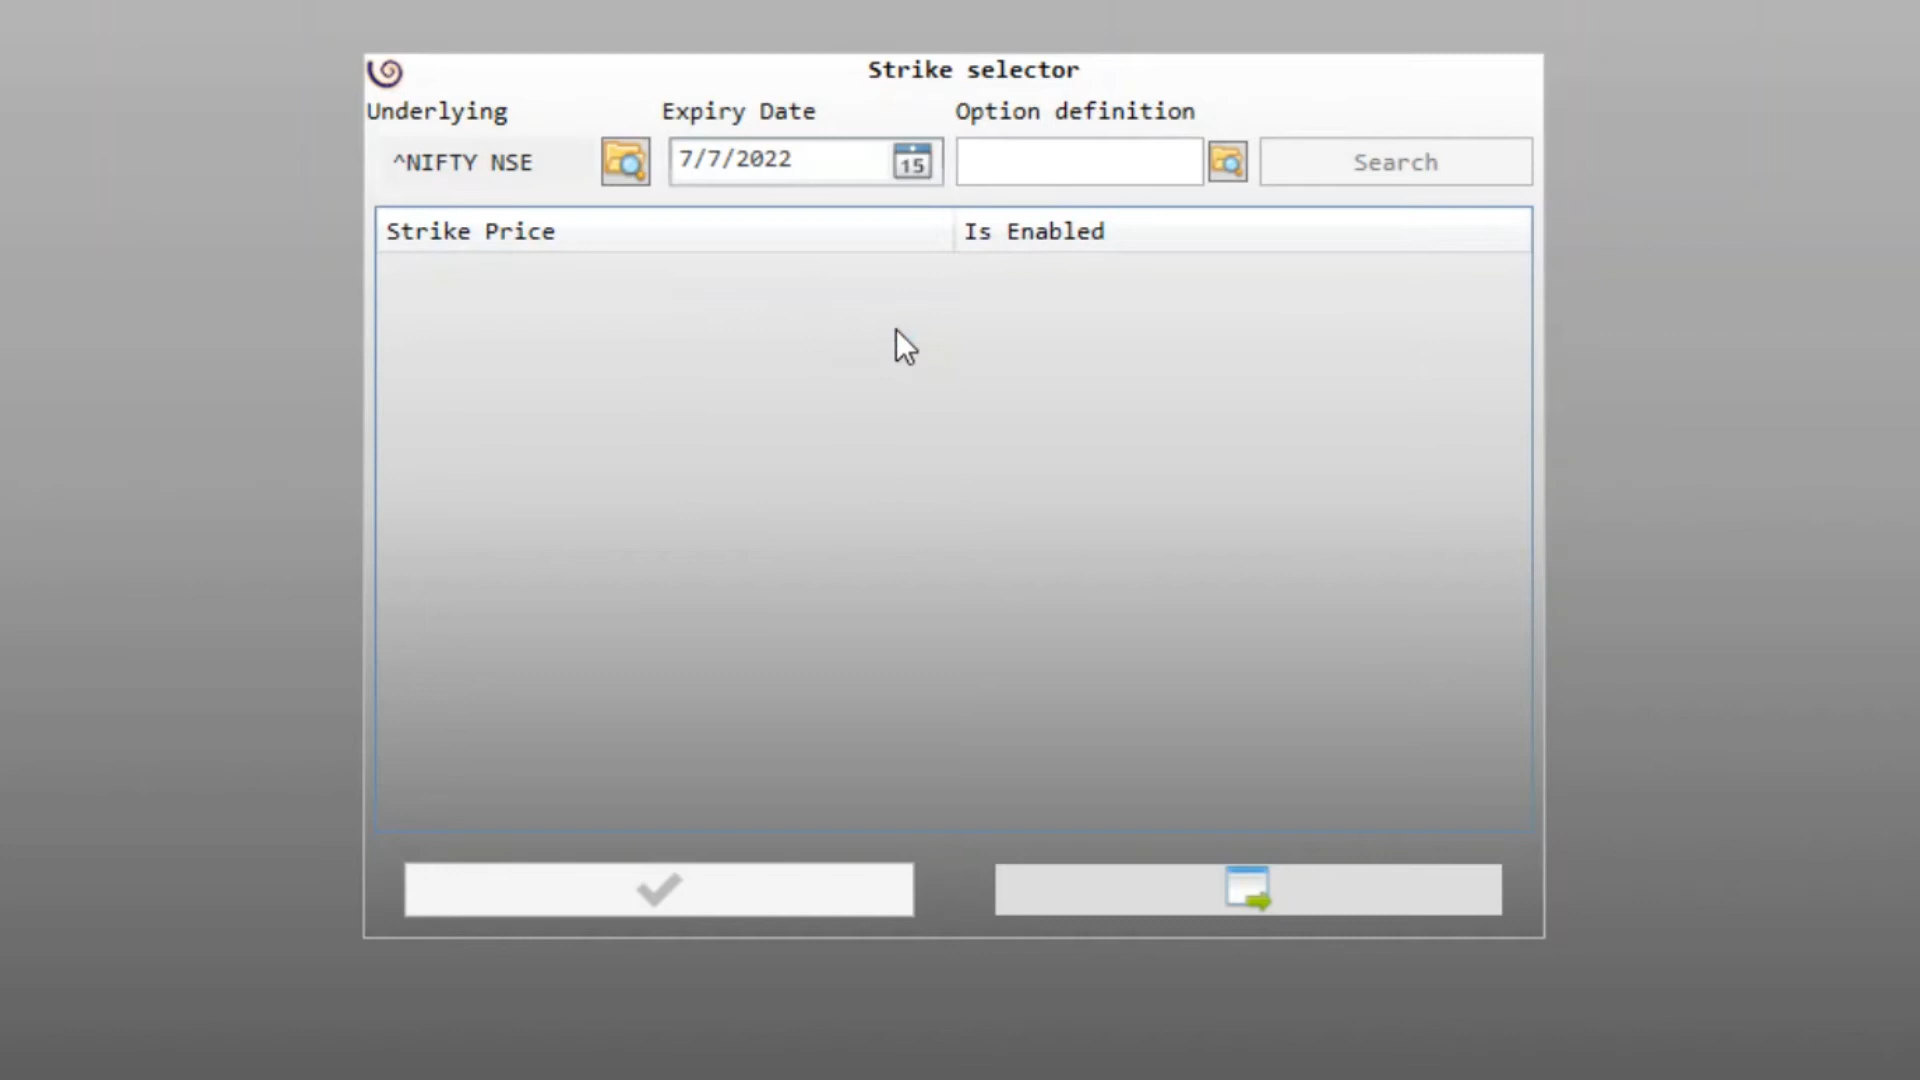 Strike selector
Underlying Expiry Date Option definition
^NIFTY NSE 7/7/2022 15 Search
Strike Price Is Enabled